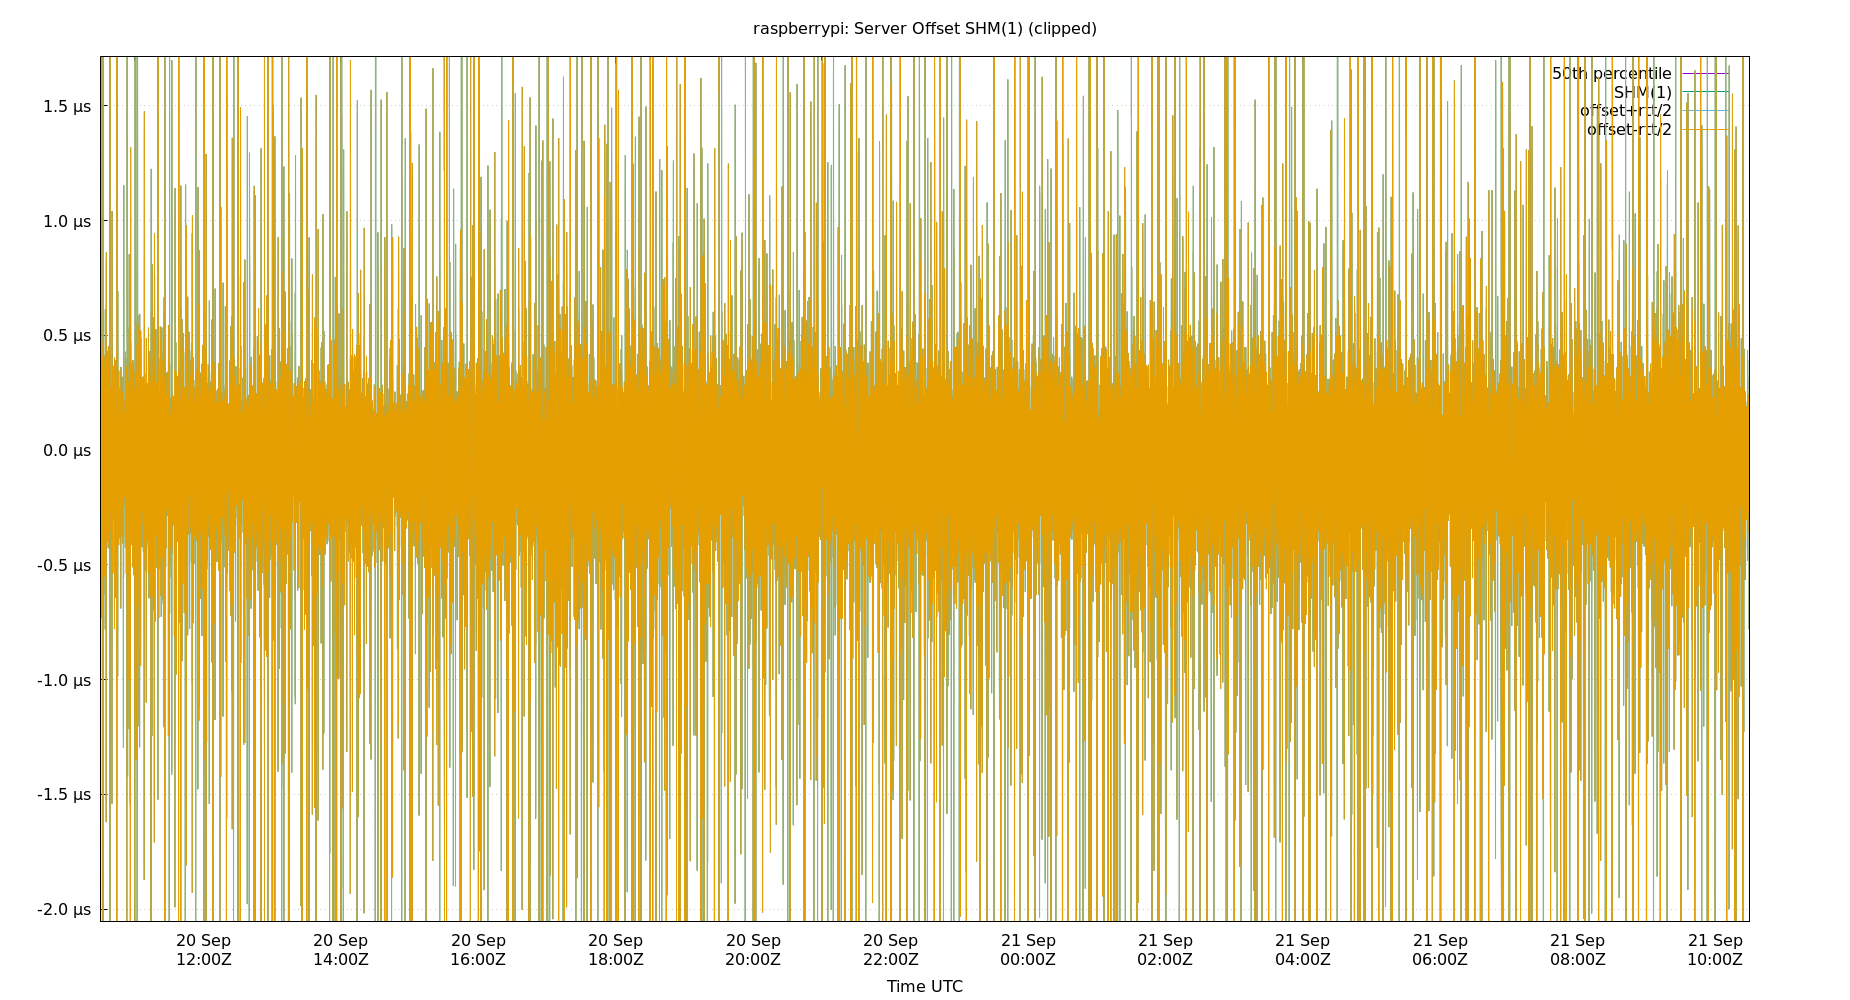 raspberrypi: Server Offset SHM(1) (clipped)
50th percentile
SHM(1)
offset+rtt/2
offset-rtt/2
1.5 µs
1.0 µs
0.5 µs
0.0 µs
-0.5 µs
-1.0 µs
-1.5 µs
-2.0 µs
20 Sep 20 Sep 20 Sep 20 Sep 20 Sep 20 Sep 21 Sep 21 Sep 21 Sep 21 Sep 21 Sep 21 Sep
12:00Z 14:00Z 16:00Z 18:00Z 20:00Z 22:00Z 00:00Z 02:00Z 04:00Z 06:00Z 08:00Z 10:00Z
Time UTC